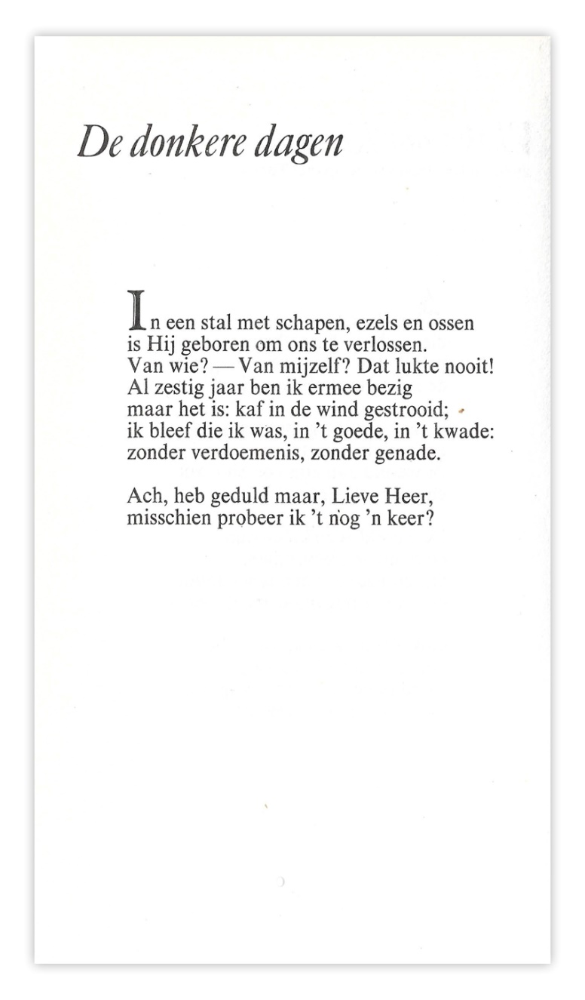 De donkere dagen
In een stal met schapen, ezels en ossen
is Hij geboren om ons te verlossen.
Van wie? — Van mijzelf? Dat lukte nooit!
Al zestig jaar ben ik ermee bezig
maar het is: kaf in de wind gestrooid;
ik bleef die ik was, in ’t goede, in ’t kwade:
zonder verdoemenis, zonder genade.
Ach, heb geduld maar, Lieve Heer,
misschien probeer ik ’t nog ’n keer?